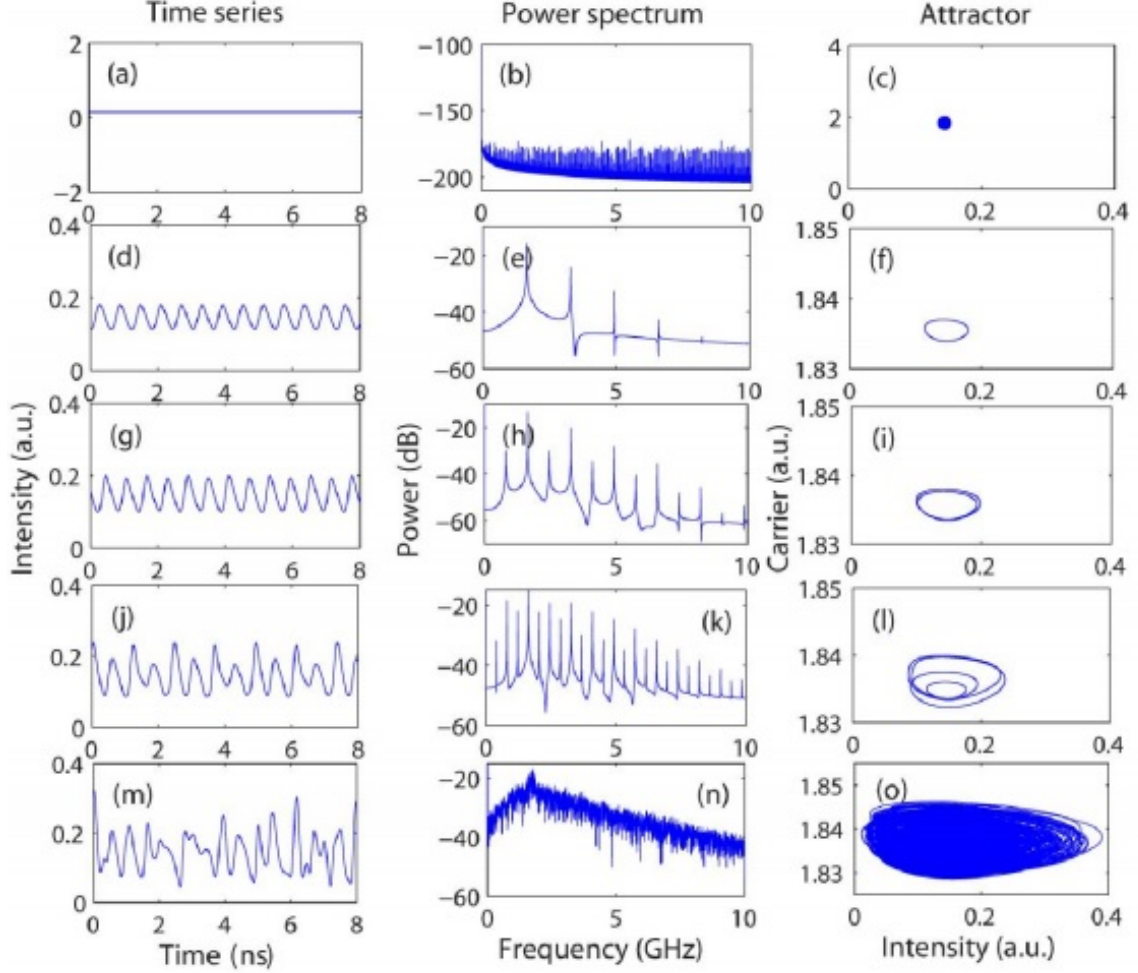 Time series Power spectrum Attractor
2 −100 4
(a) (b) (c)
0 −150 2
−2 −200 0
0 2 4 6 8 0 5 10 0 0.2 0.4
0.4 −20 1.85
(d) (e) (f)
0.2 −40 1.84
0 −60 1.83
0 2 4 6 8 0 5 10 0 0.2 0.4
0.4 −20 1.85
(g) (h) (i)
0.2 −40 1.84
0 −60 1.83
0 2 4 6 8 0 5 10 0 0.2 0.4
Intensity (a.u.) Power (dB) Carrier (a.u.)
0.4 −20 1.85
(j) (k) (l)
0.2 −40 1.84
0 −60 1.83
0 2 4 6 8 0 5 10 0 0.2 0.4
0.4 −20 1.85
(m) (n) (o)
0.2 −40 1.84
0 −60 1.83
0 2 4 6 8 0 5 10 0 0.2 0.4
Time (ns) Frequency (GHz) Intensity (a.u.)